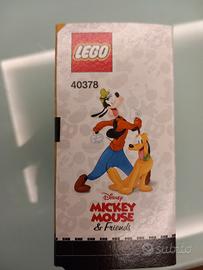 LEGO
40378
Disney
MICKEY
MOUSE
& Friends
subito